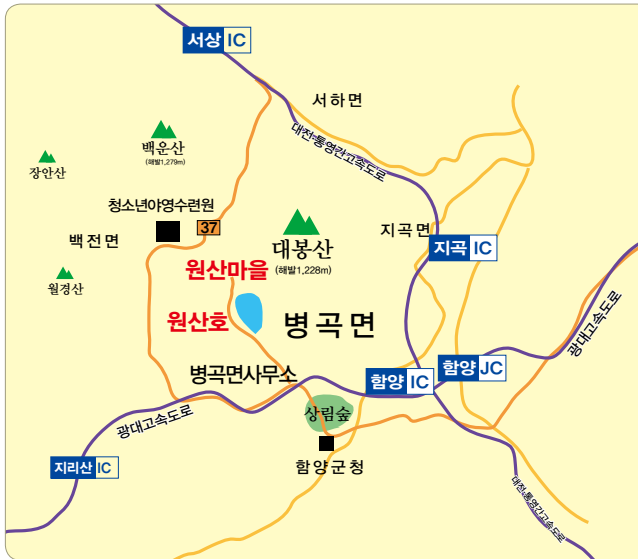 서상 IC
서하면
대전·통영간고속도로
백운산
(해발1,279m)
장안산
청소년야영수련원
37
백전면
대봉산
(해발1,228m)
지곡면
지곡 IC
원산마을
월경산
원산호
병곡면
광대고속도로
병곡면사무소
함양 IC
함양 JC
상림숲
광대고속도로
함양군청
지리산 IC
대전·통영간고속도로